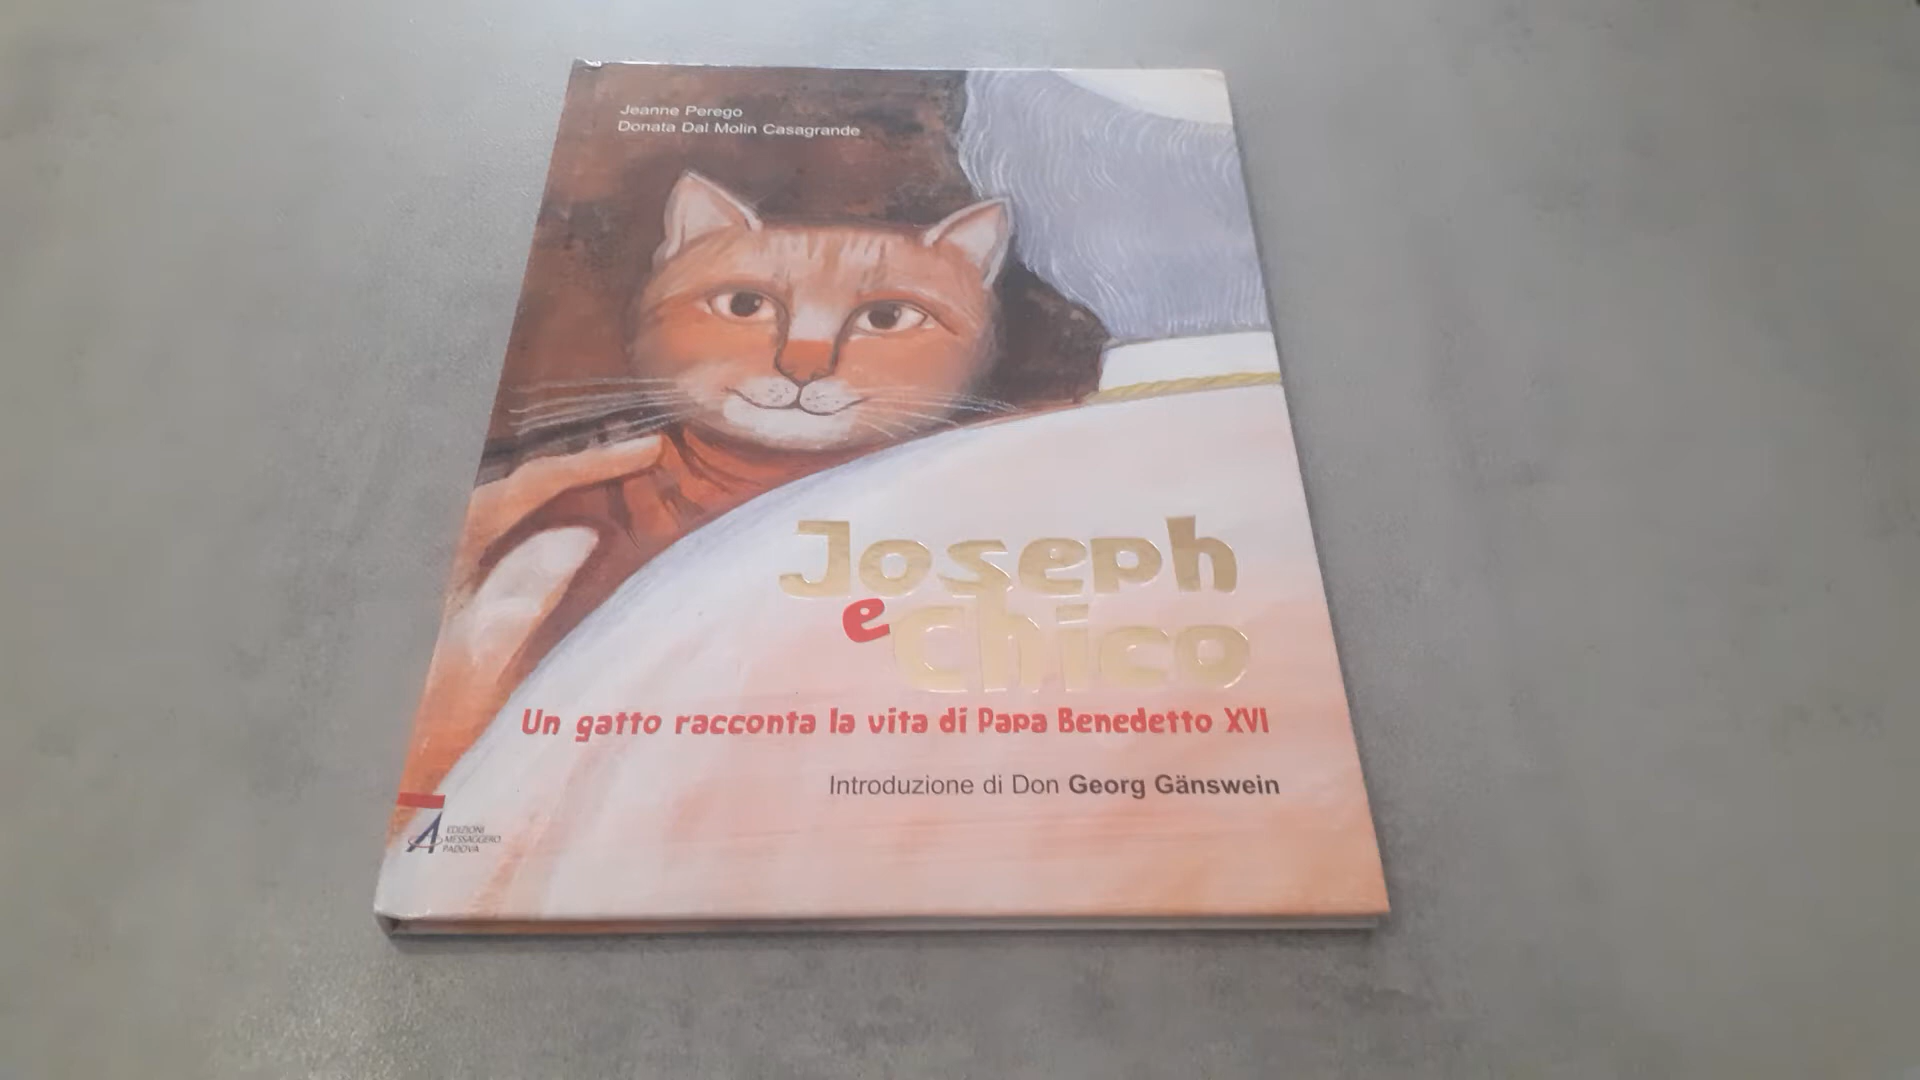 Jeanne Perego
Donata Dal Molin Casagrande
Joseph
e Chico
Un gatto racconta la vita di Papa Benedetto XVI
Introduzione di Don Georg Gänswein
EDIZIONI
MESSAGGERO
PADOVA